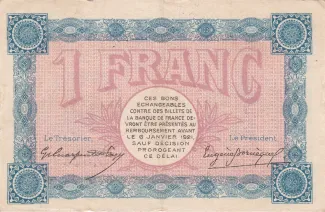 1 FRANC
CES BONS
ECHANGEABLES
CONTRE DES BILLETS DE
LA BANQUE DE FRANCE DE-
VRONT ÊTRE PRÉSENTÉS AU
REMBOURSEMENT AVANT
LE 6 JANVIER 1921
SAUF DÉCISION
PROROGEANT
CE DÉLAI
Le Trésorier
Le Président